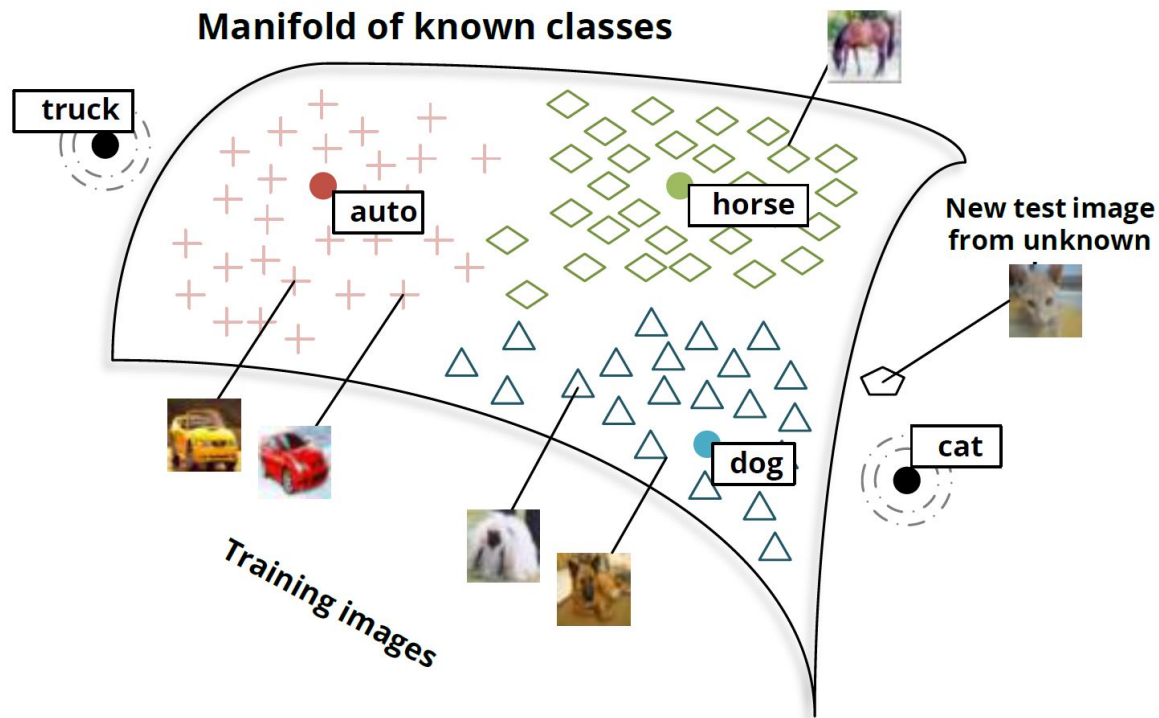 Manifold of known classes
truck
auto
horse
New test image
from unknown
cat
dog
Training images